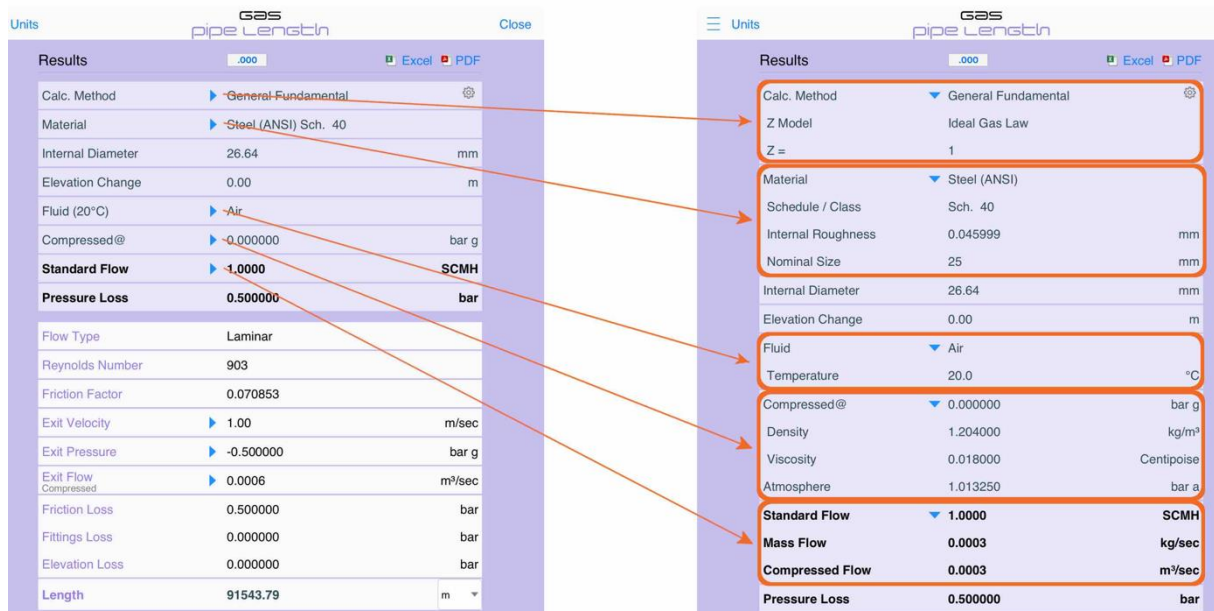 Units
Gas
pipe Length
Close
Results .000 Excel PDF
Calc. Method General Fundamental
Material Steel (ANSI) Sch. 40
Internal Diameter 26.64 mm
Elevation Change 0.00 m
Fluid (20°C) Air
Compressed@ 0.000000 bar g
Standard Flow 1.0000 SCMH
Pressure Loss 0.500000 bar
Flow Type Laminar
Reynolds Number 903
Friction Factor 0.070853
Exit Velocity 1.00 m/sec
Exit Pressure -0.500000 bar g
Exit Flow 0.0006 m³/sec
Compressed
Friction Loss 0.500000 bar
Fittings Loss 0.000000 bar
Elevation Loss 0.000000 bar
Length 91543.79 m
Units
Gas
pipe Length
Results .000 Excel PDF
Calc. Method General Fundamental
Z Model Ideal Gas Law
Z = 1
Material Steel (ANSI)
Schedule / Class Sch. 40
Internal Roughness 0.045999 mm
Nominal Size 25 mm
Internal Diameter 26.64 mm
Elevation Change 0.00 m
Fluid Air
Temperature 20.0 °C
Compressed@ 0.000000 bar g
Density 1.204000 kg/m³
Viscosity 0.018000 Centipoise
Atmosphere 1.013250 bar a
Standard Flow 1.0000 SCMH
Mass Flow 0.0003 kg/sec
Compressed Flow 0.0003 m³/sec
Pressure Loss 0.500000 bar